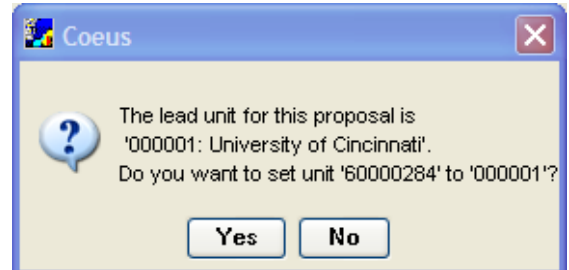 Coeus
The lead unit for this proposal is
'000001: University of Cincinnati'.
Do you want to set unit '60000284' to '000001'?
Yes No